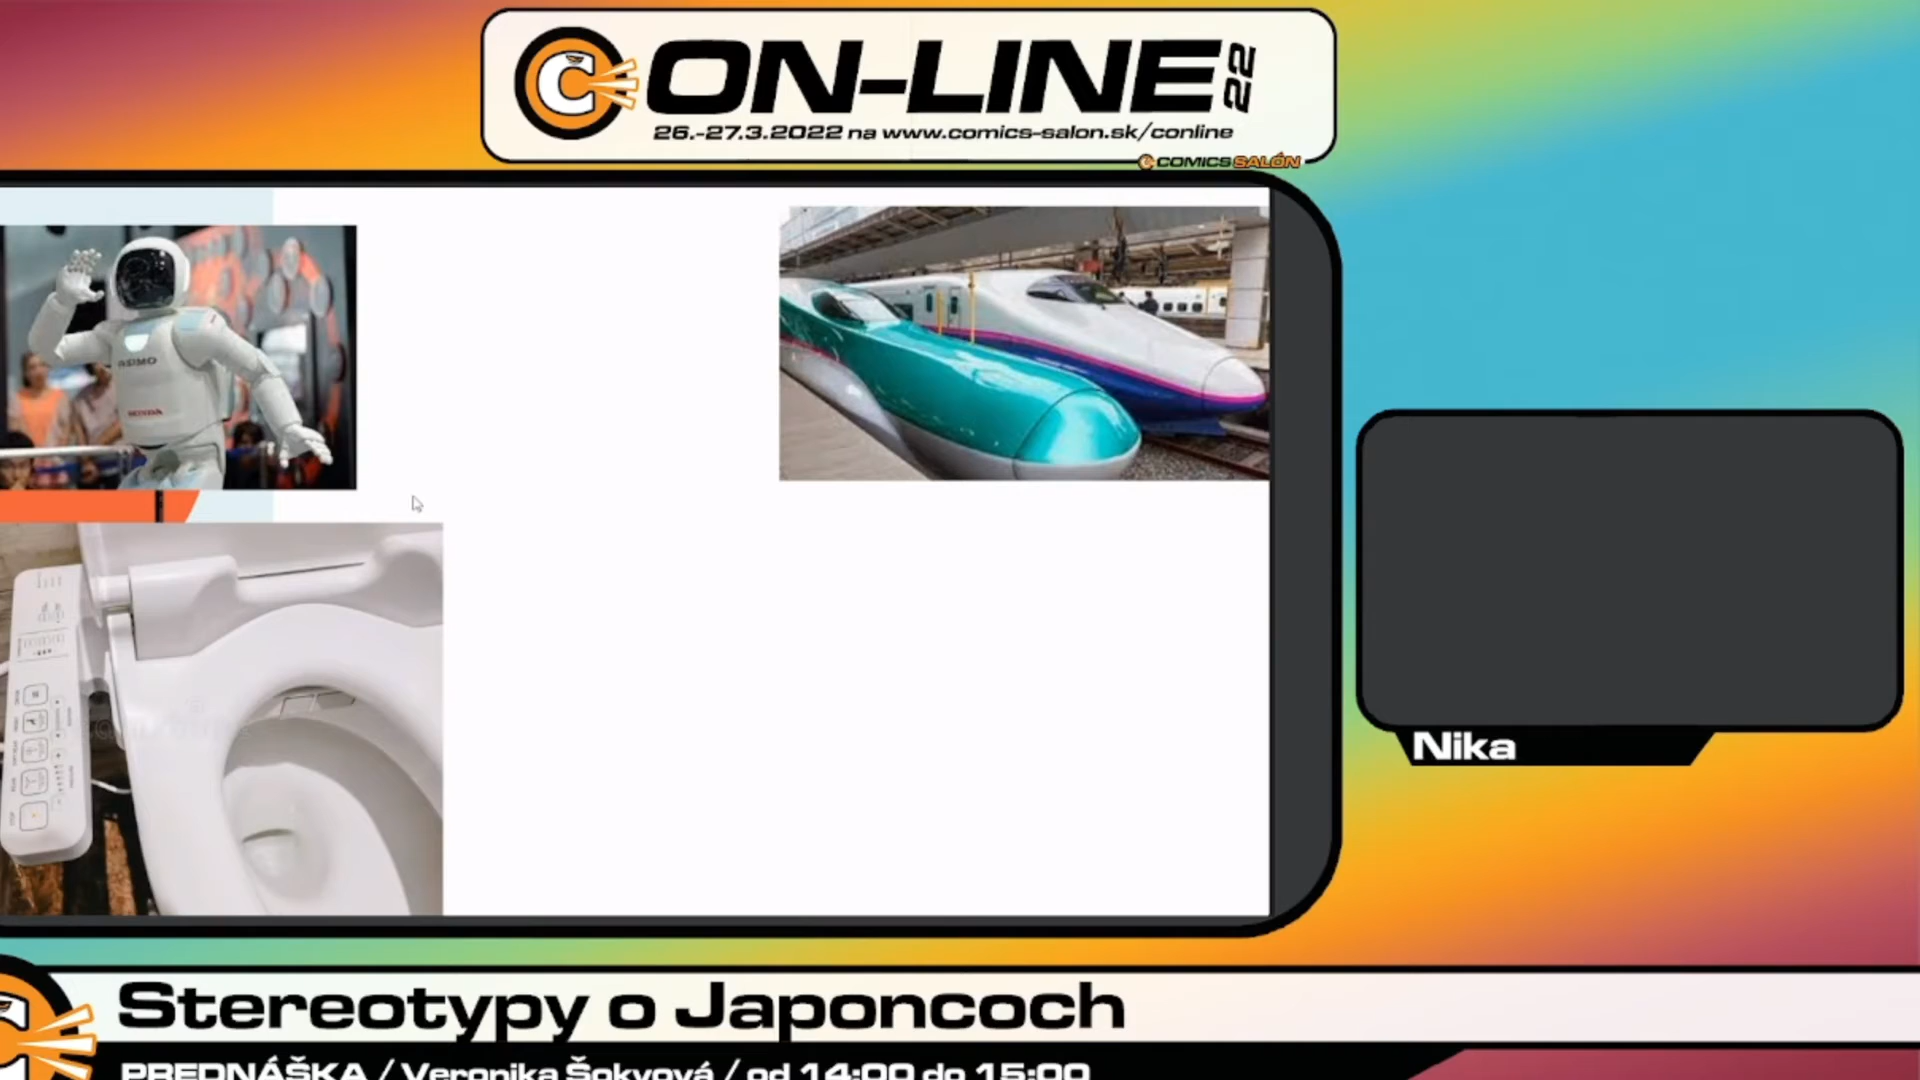 ON-LINE 22
26.-27.3.2022 na www.comics-salon.sk/conline
COMICS SALÓN
ASIMO
HONDA
Nika
Stereotypy o Japoncoch
PREDNÁŠKA / Veronika Šokyová / od 14:00 do 15:00